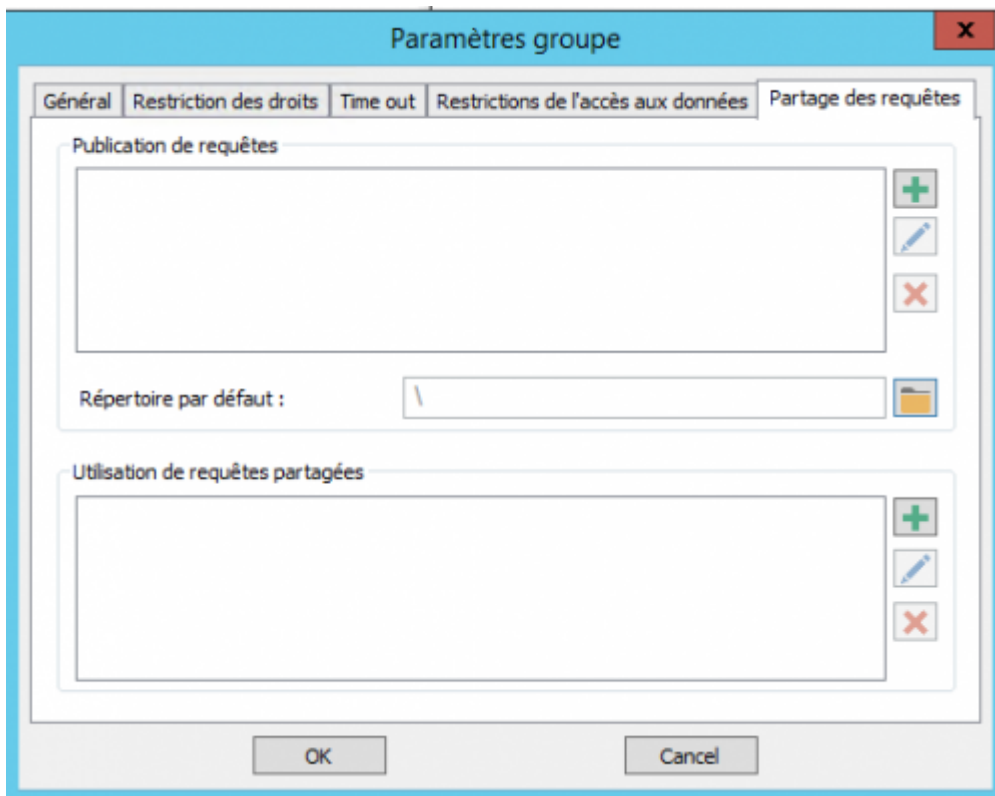 Paramètres groupe
x
Général
Restriction des droits
Time out
Restrictions de l'accès aux données
Partage des requêtes
Publication de requêtes
Répertoire par défaut :
\
Utilisation de requêtes partagées
OK
Cancel